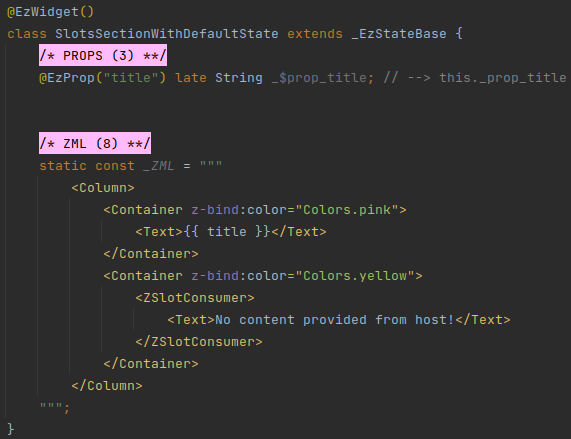 @EzWidget()
class SlotsSectionWithDefaultState extends _EzStateBase {
/* PROPS (3) **/
@EzProp("title") late String _$prop_title; // --> this._prop_title
/* ZML (8) **/
static const _ZML = """
<Column>
<Container z-bind:color="Colors.pink">
<Text>{{ title }}</Text>
</Container>
<Container z-bind:color="Colors.yellow">
<ZSlotConsumer>
<Text>No content provided from host!</Text>
</ZSlotConsumer>
</Container>
</Column>
""";
}